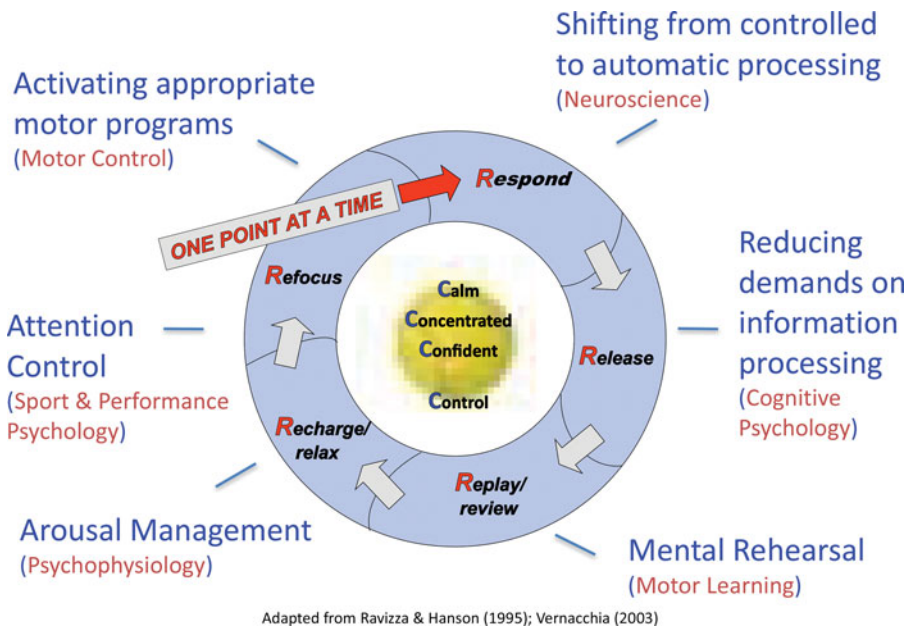 Shifting from controlled
to automatic processing
(Neuroscience)
Activating appropriate
motor programs
(Motor Control)
Respond
ONE POINT AT A TIME
Refocus
Reducing
demands on
information
processing
(Cognitive
Psychology)
Calm
Concentrated
Confident
Control
Attention
Control
(Sport & Performance
Psychology)
Release
Recharge/
relax
Replay/
review
Arousal Management
(Psychophysiology)
Mental Rehearsal
(Motor Learning)
Adapted from Ravizza & Hanson (1995); Vernacchia (2003)